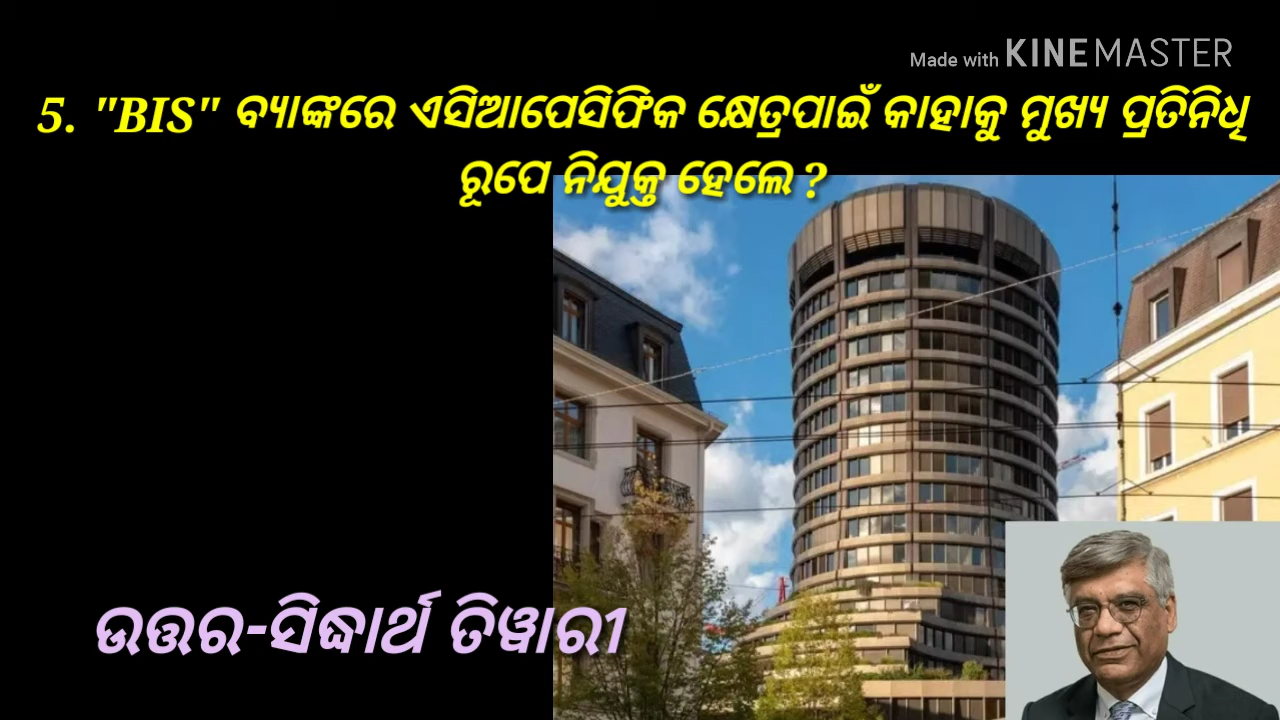 Made with KINEMASTER
5. "BIS" ବ୍ୟାଙ୍କରେ ଏସିଆପେସିଫିକ କ୍ଷେତ୍ରପାଇଁ କାହାକୁ ମୁଖ୍ୟ ପ୍ରତିନିଧି
ରୂପେ ନିଯୁକ୍ତ ହେଲେ ?
ଉତ୍ତର-ସିଦ୍ଧାର୍ଥ ତିୱାରୀ